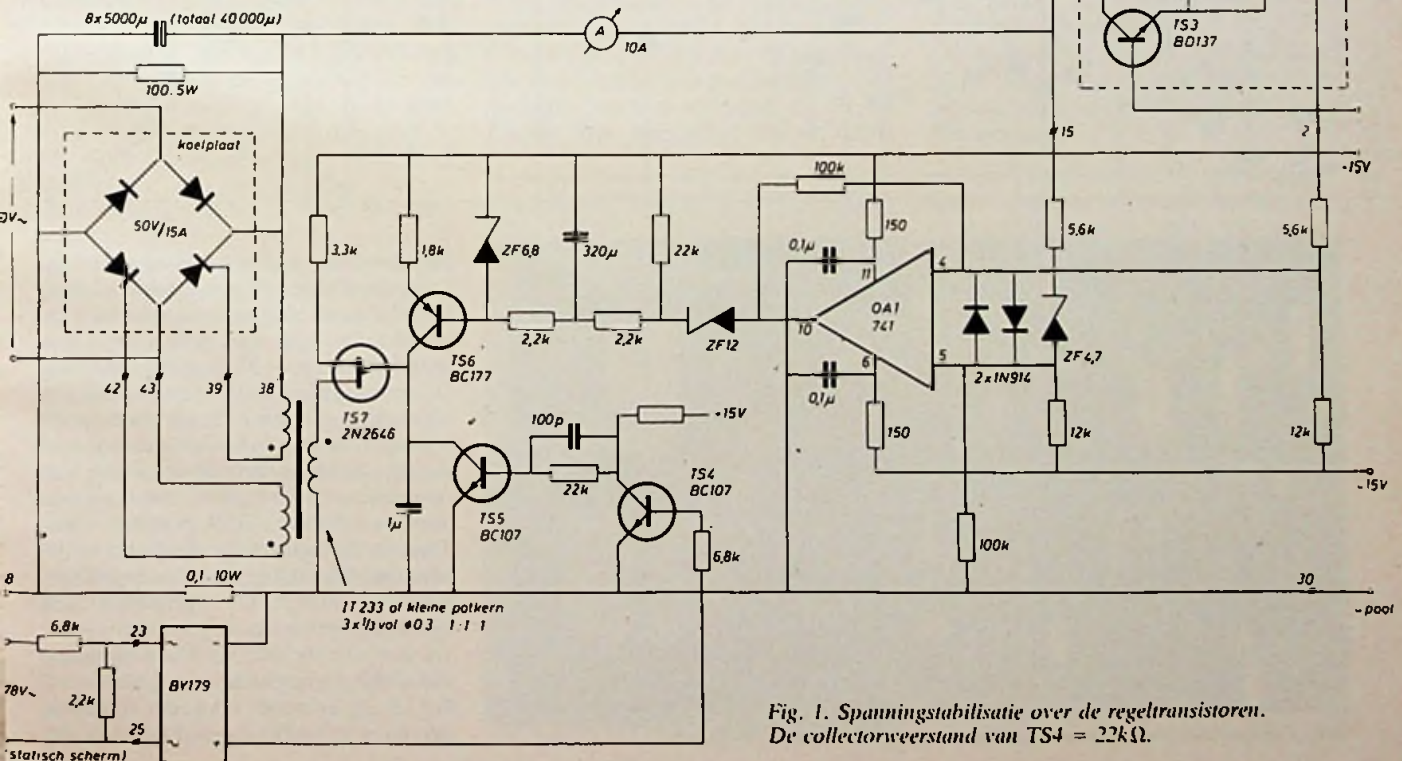 8x5000µ (totaal 40 000µ)
A
10A
TS3
BD137
100.5W
15
2
koelplaat
-15V
100k
V~
50V/15A
3,3k
1,8k
ZF6,8
320µ
22k
150
5,6k
5,6k
0,1µ
11
4
OA1
741
10
2,2k
2,2k
ZF12
6
5
ZF4,7
TS6
BC177
0,1µ
2x1N914
42
43
39
38
TS7
2N2646
100p
-15V
150
12k
12k
TS4
BC107
22k
-15V
1µ
TS5
BC107
6,8k
100k
0,1 10W
8
30
1T 233 of kleine potkern
3x⅓ vol ϕ 0.3 1:1:1
-pool
6,8k
23
78V~
2,2k
BY179
~
~
-
+
25
statisch scherm)
Fig. 1. Spanningstabilisatie over de regeltransistoren.
De collectorweerstand van TS4 = 22kΩ.